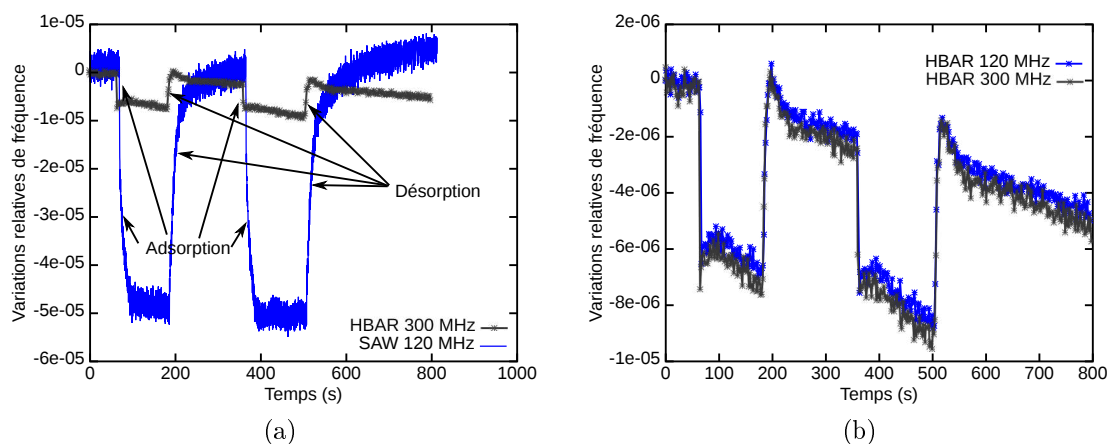 Variations relatives de fréquence
1e-05
0
-1e-05
-2e-05
-3e-05
-4e-05
-5e-05
-6e-05
0 200 400 600 800 1000
Temps (s)
Désorption
Adsorption
HBAR 300 MHz
SAW 120 MHz
(a)
Variations relatives de fréquence
2e-06
0
-2e-06
-4e-06
-6e-06
-8e-06
-1e-05
0 100 200 300 400 500 600 700 800
Temps (s)
HBAR 120 MHz
HBAR 300 MHz
(b)